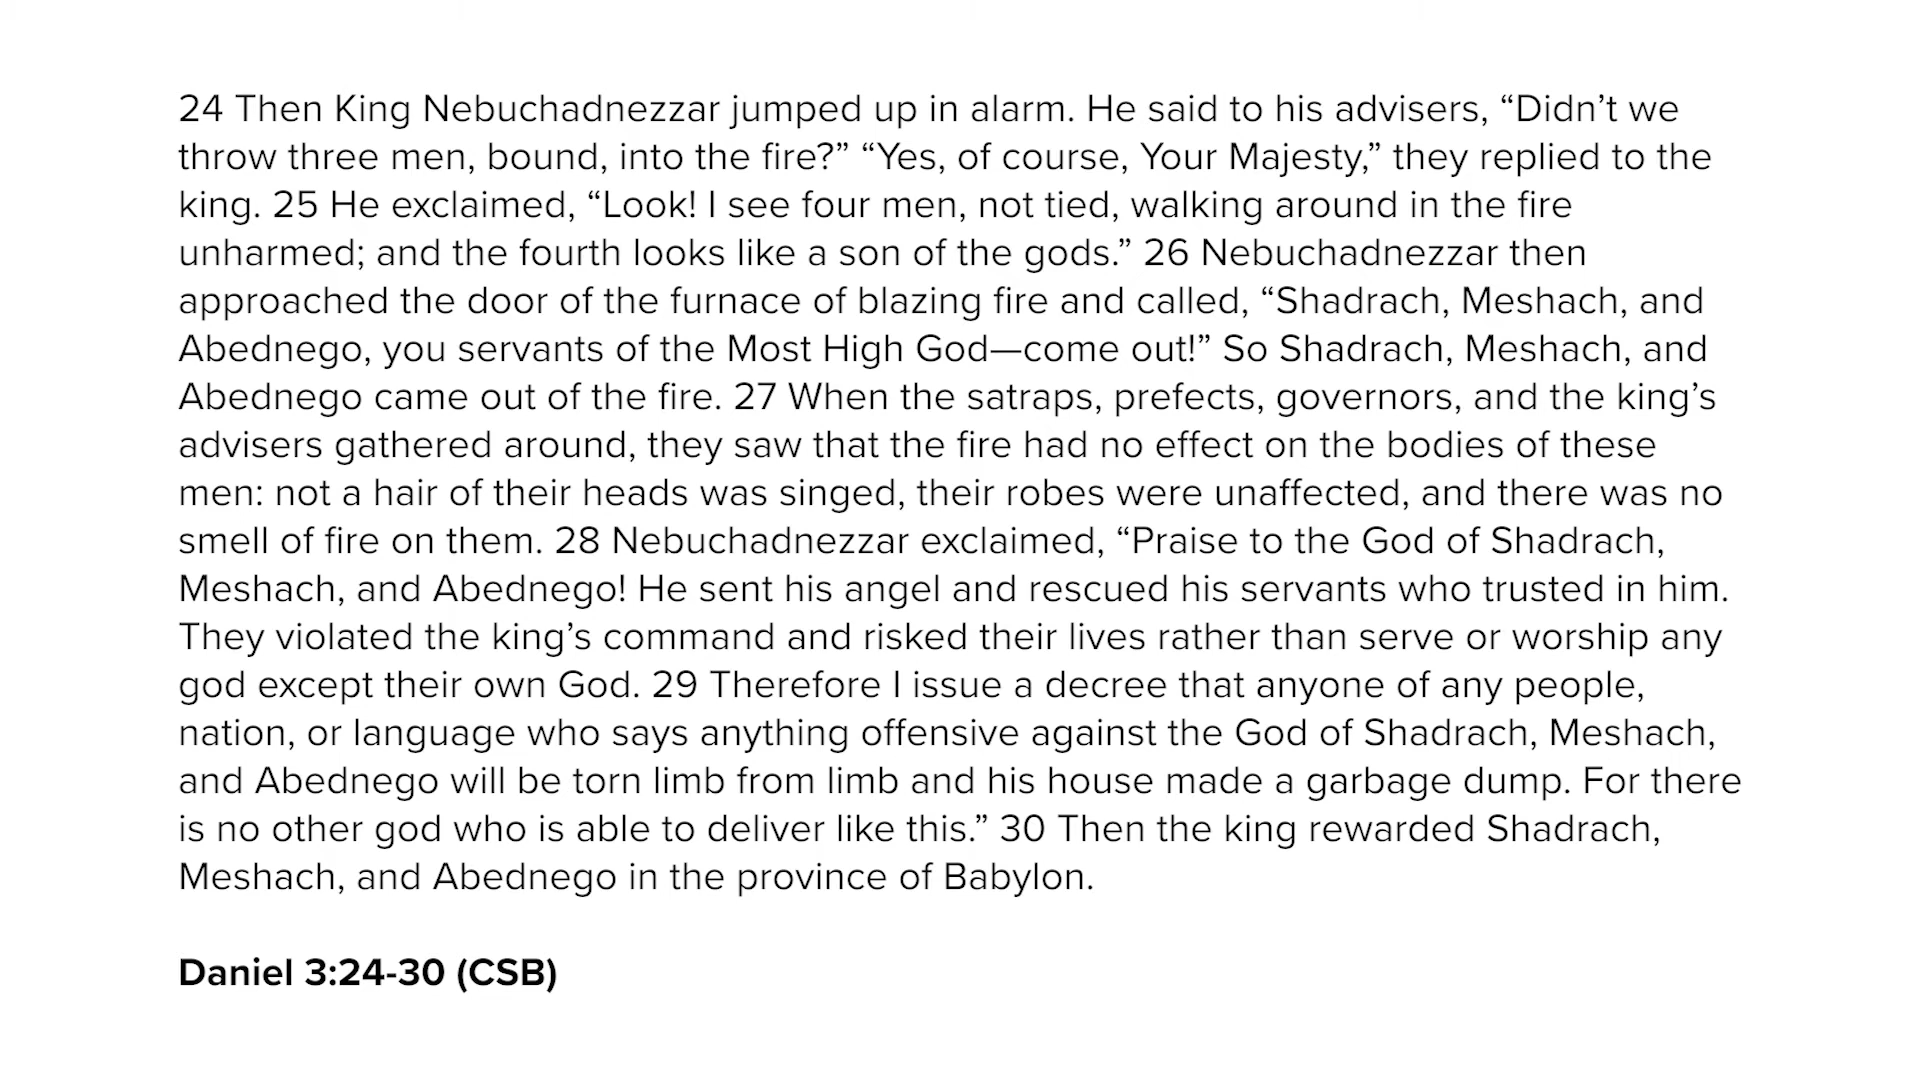 24 Then King Nebuchadnezzar jumped up in alarm. He said to his advisers, “Didn’t we
throw three men, bound, into the fire?” “Yes, of course, Your Majesty,” they replied to the
king. 25 He exclaimed, “Look! I see four men, not tied, walking around in the fire
unharmed; and the fourth looks like a son of the gods.” 26 Nebuchadnezzar then
approached the door of the furnace of blazing fire and called, “Shadrach, Meshach, and
Abednego, you servants of the Most High God—come out!” So Shadrach, Meshach, and
Abednego came out of the fire. 27 When the satraps, prefects, governors, and the king’s
advisers gathered around, they saw that the fire had no effect on the bodies of these
men: not a hair of their heads was singed, their robes were unaffected, and there was no
smell of fire on them. 28 Nebuchadnezzar exclaimed, “Praise to the God of Shadrach,
Meshach, and Abednego! He sent his angel and rescued his servants who trusted in him.
They violated the king’s command and risked their lives rather than serve or worship any
god except their own God. 29 Therefore I issue a decree that anyone of any people,
nation, or language who says anything offensive against the God of Shadrach, Meshach,
and Abednego will be torn limb from limb and his house made a garbage dump. For there
is no other god who is able to deliver like this.” 30 Then the king rewarded Shadrach,
Meshach, and Abednego in the province of Babylon.
Daniel 3:24-30 (CSB)